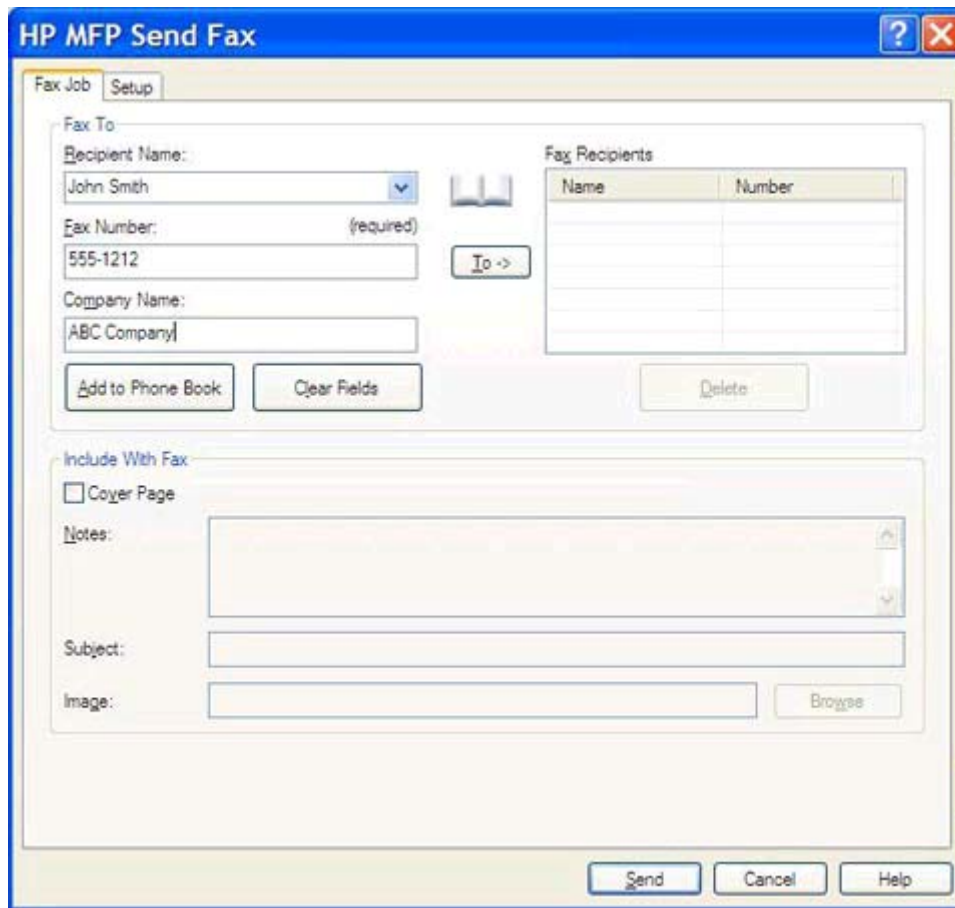 HP MFP Send Fax
Fax Job Setup
Fax To
Recipient Name:
John Smith
Fax Number: (required)
555-1212
Company Name:
ABC Company
Add to Phone Book Clear Fields
To ->
Fax Recipients
Name Number
Delete
Include With Fax
Cover Page
Notes:
Subject:
Image: Browse
Send Cancel Help